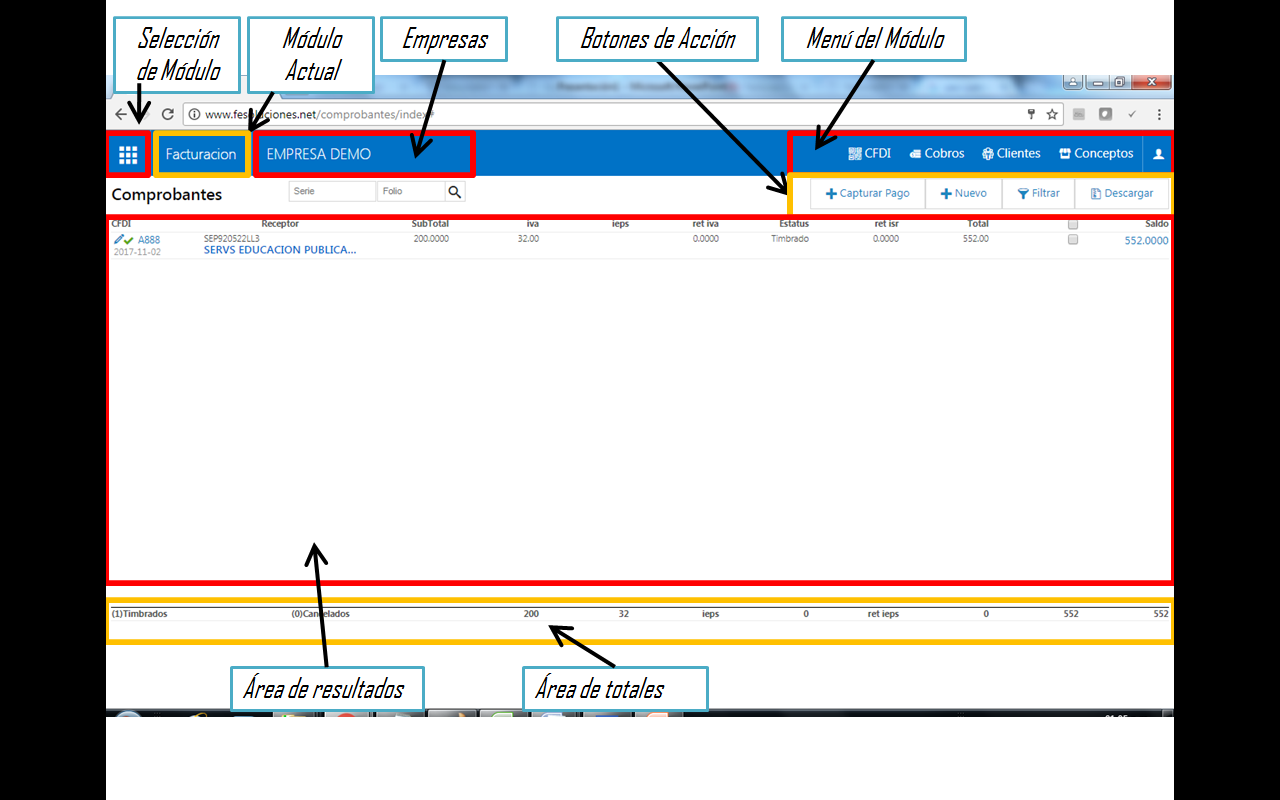 Selección
de Módulo
Módulo
Actual
Empresas
Botones de Acción
Menú del Módulo
www.fesoluciones.net/comprobantes/index
Facturacion
EMPRESA DEMO
CFDI
Cobros
Clientes
Conceptos
Comprobantes
Serie
Folio
Capturar Pago
Nuevo
Filtrar
Descargar
CFDI Receptor SubTotal iva ieps ret iva Estatus ret isr Total Saldo
A888 SEP920522LL3 200.0000 32.00 0.0000 Timbrado 0.0000 552.00 552.0000
2017-11-02 SERVS EDUCACION PUBLICA...
(1)Timbrados (0)Cancelados 200 32 ieps 0 ret ieps 0 552 552
Área de resultados
Área de totales